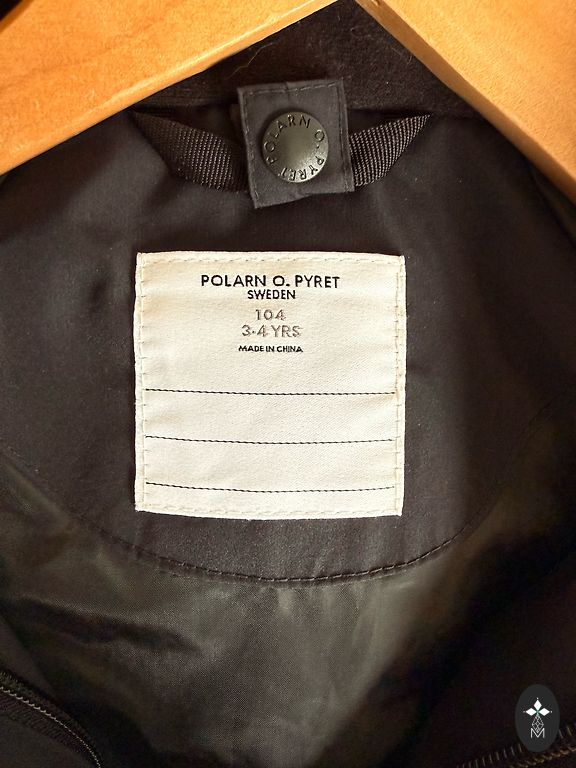 POLARN O. PYRET
POLARN O. PYRET
SWEDEN
104
3-4 YRS
MADE IN CHINA
M